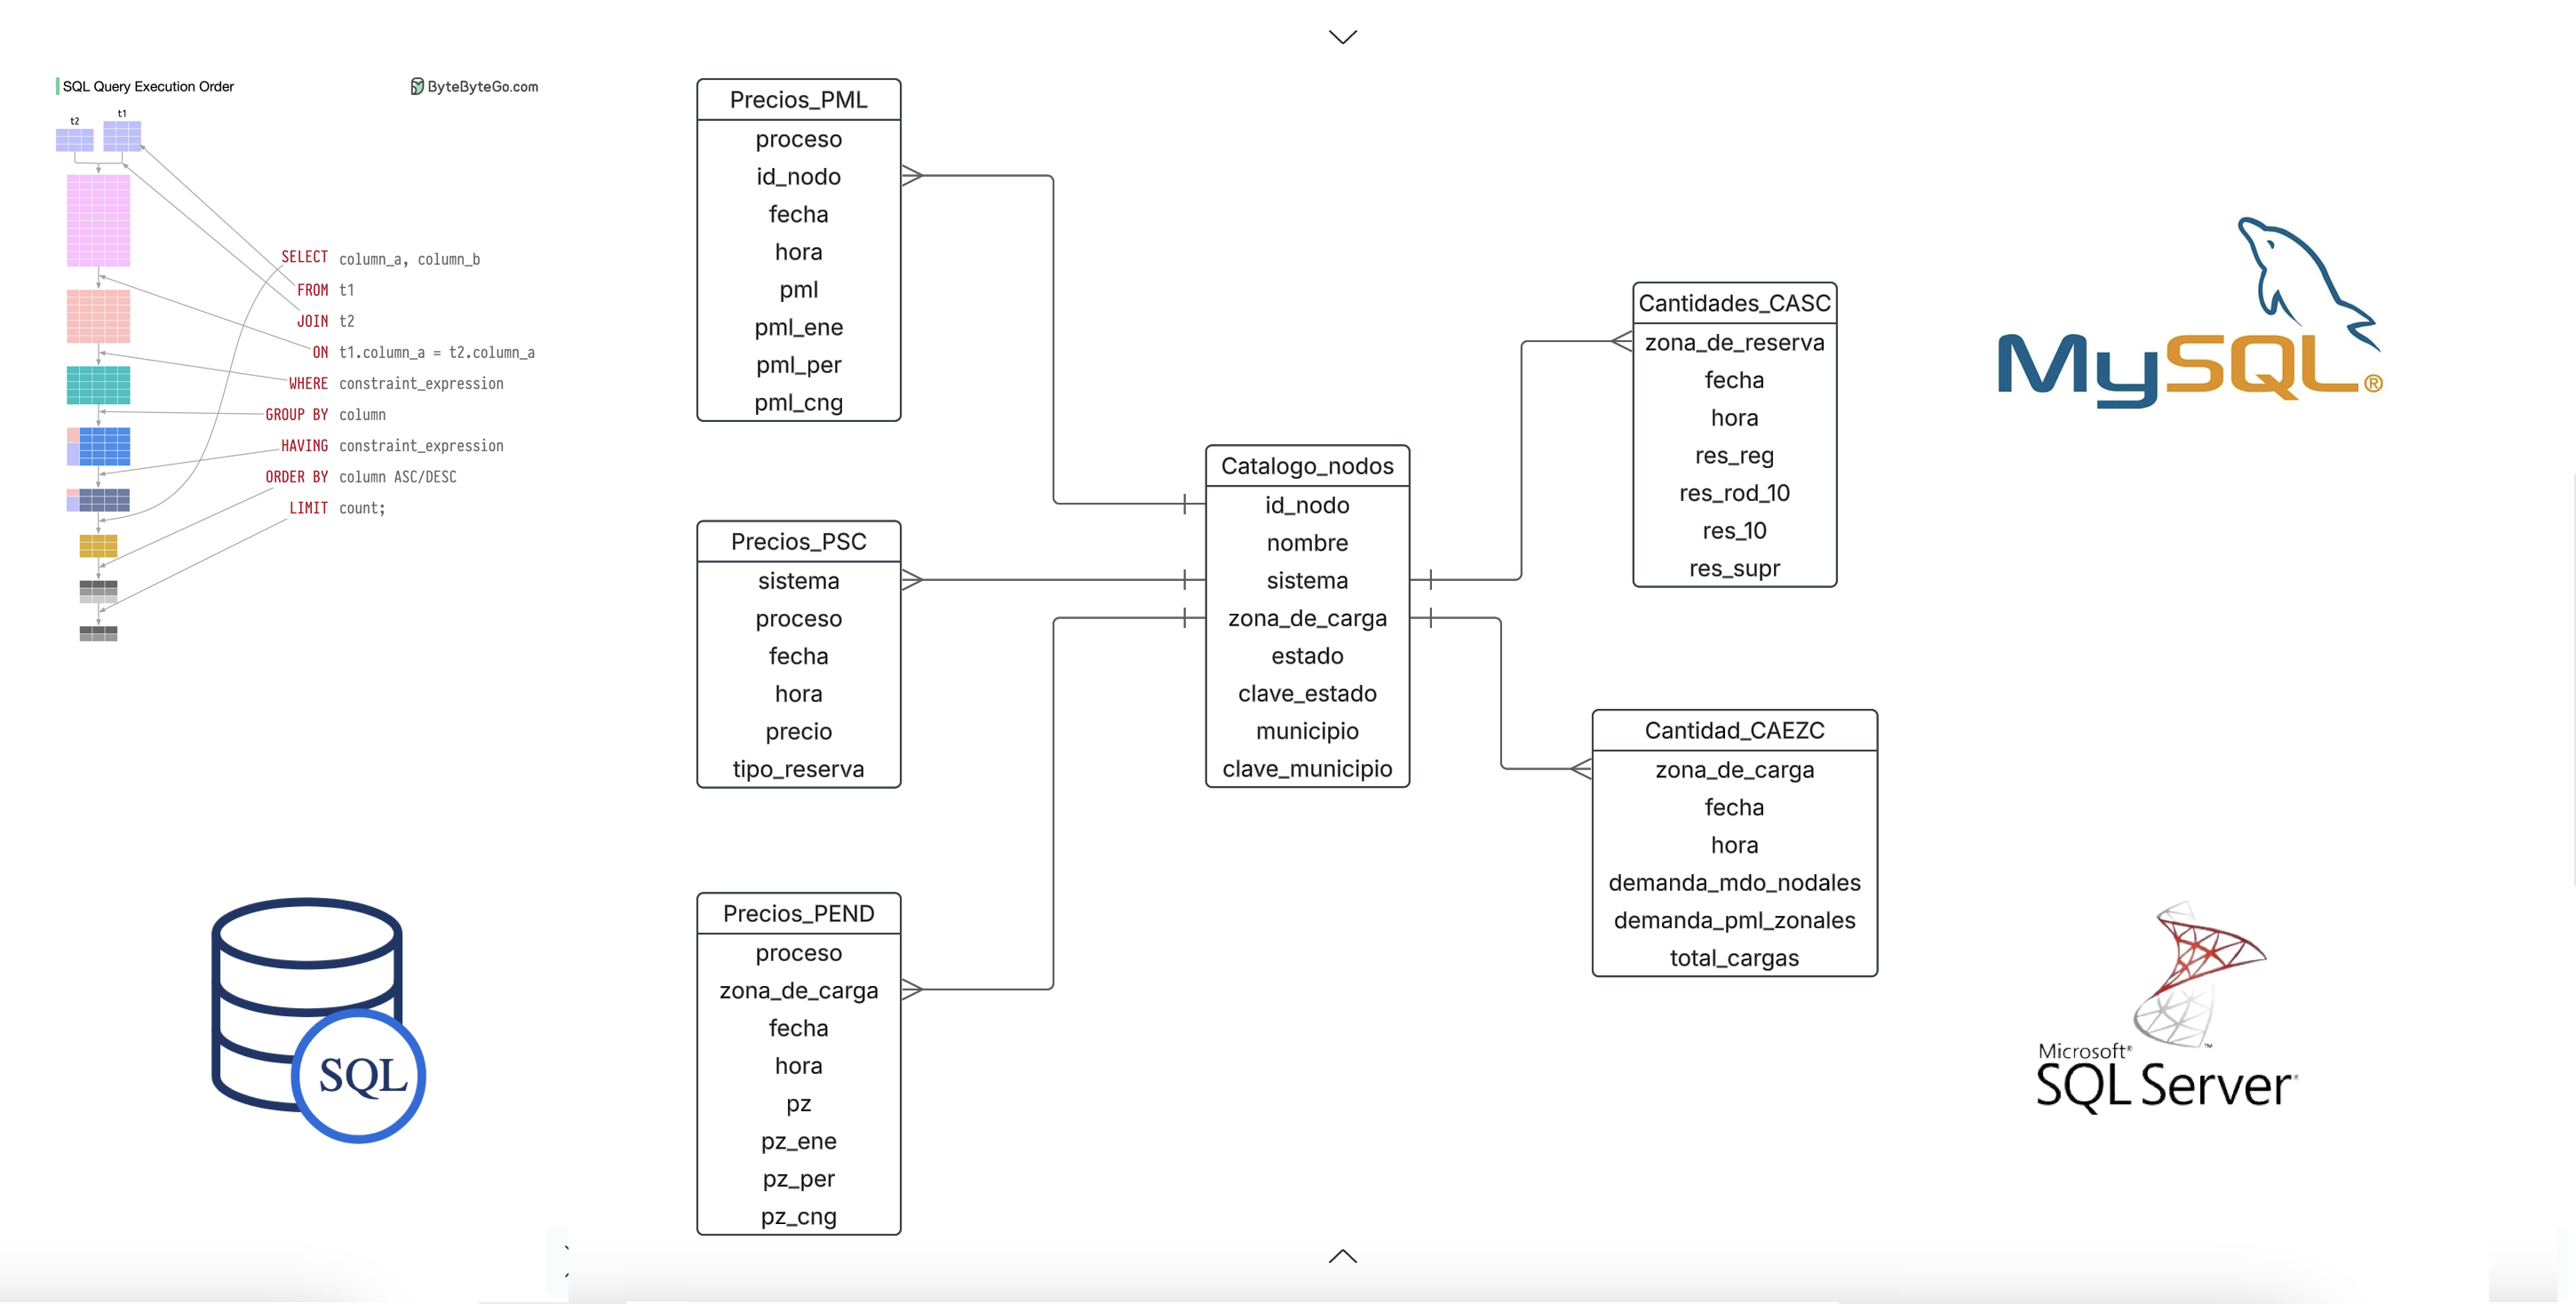 SQL Query Execution Order
ByteByteGo.com
t2
t1
SELECT column_a, column_b
FROM t1
JOIN t2
ON t1.column_a = t2.column_a
WHERE constraint_expression
GROUP BY column
HAVING constraint_expression
ORDER BY column ASC/DESC
LIMIT count;
SQL
Precios_PML
proceso
id_nodo
fecha
hora
pml
pml_ene
pml_per
pml_cng
Precios_PSC
sistema
proceso
fecha
hora
precio
tipo_reserva
Precios_PEND
proceso
zona_de_carga
fecha
hora
pz
pz_ene
pz_per
pz_cng
Catalogo_nodos
id_nodo
nombre
sistema
zona_de_carga
estado
clave_estado
municipio
clave_municipio
Cantidades_CASC
zona_de_reserva
fecha
hora
res_reg
res_rod_10
res_10
res_supr
Cantidad_CAEZC
zona_de_carga
fecha
hora
demanda_mdo_nodales
demanda_pml_zonales
total_cargas
MySQL®
Microsoft®
SQL Server